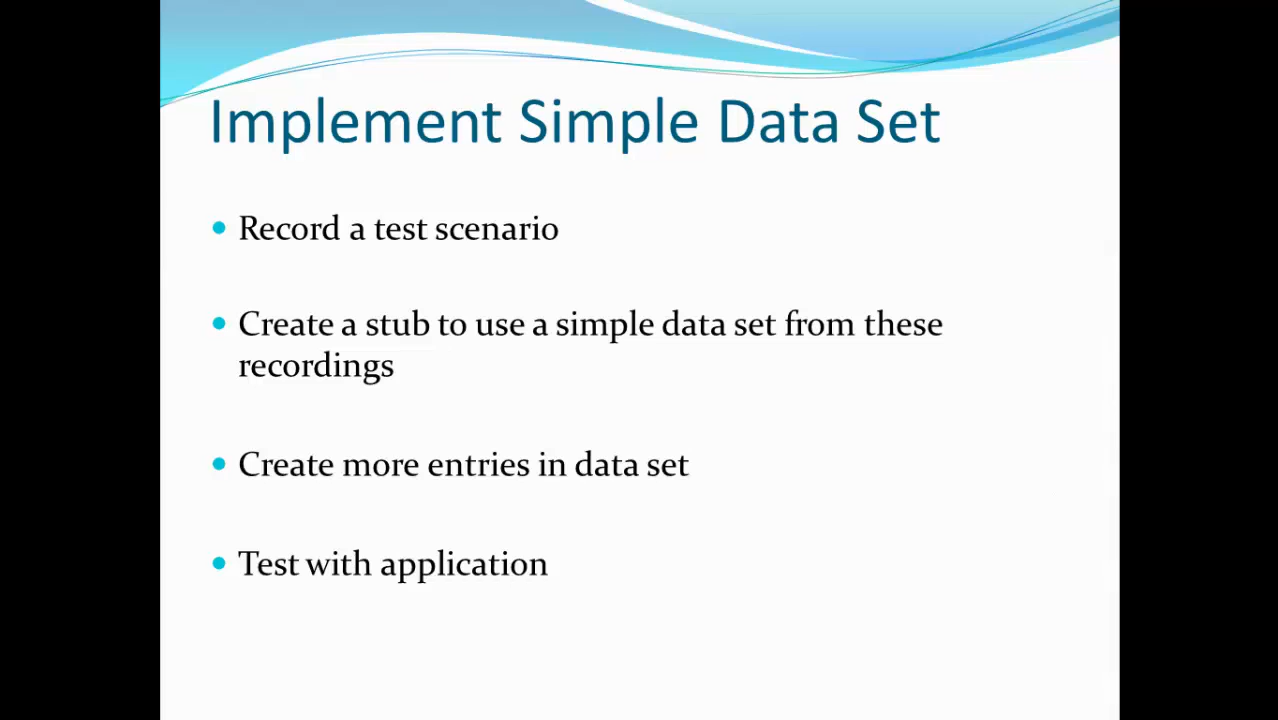 Implement Simple Data Set
• Record a test scenario
• Create a stub to use a simple data set from these
recordings
• Create more entries in data set
• Test with application